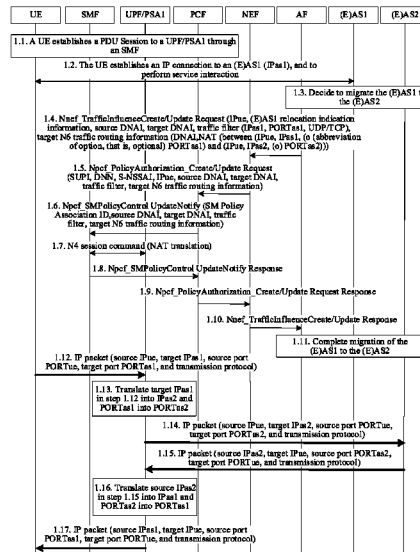 UE SMF UPF/PSA1 PCF NEF AF (E)AS1 (E)AS2
1.1. A UE establishes a PDU Session to a UPF/PSA1 through
an SMF
1.2. The UE establishes an IP connection to an (E)AS1 (IPas1), and
to perform service interaction
1.3. Decide to migrate the (E)AS1 to
the (E)AS2
1.4. Nnef_TrafficInfluenceCreate/Update Request (IPue, (E)AS1 relocation indication
information, source DNAI, target DNAI, traffic filter (IPas1, PORTas1, UDP/TCP),
target N6 traffic routing information (DNAI,NAT (between (IPue, IPas1, (o (abbreviation
of option, that is, optional) PORTas1) and (IPue, IPas2, (o) PORTas2)))
1.5. Npcf_PolicyAuthorization_Create/Update Request
(SUPI, DNN, S-NSSAI, IPue, source DNAI, target DNAI,
traffic filter, target N6 traffic routing information)
1.6. Npcf_SMPolicyControl UpdateNotify (SM Policy
Association ID,source DNAI, target DNAI, traffic
filter, target N6 traffic routing information)
1.7. N4 session command (NAT translation)
1.8. Npcf_SMPolicyControl UpdateNotify Response
1.9. Npcf_PolicyAuthorization_Create/Update Request Response
1.10. Nnef_TrafficInfluenceCreate/Update Response
1.11. Complete migration of the
(E)AS1 to the (E)AS2
1.12. IP packet (source IPue, target IPas1, source port
PORTue, target port PORTas1, and transmission protocol)
1.13. Translate target IPas1
in step 1.12 into IPas2 and
PORTas1 into PORTas2
1.14. IP packet (source IPue, target IPas2, source port PORTue,
target port PORTas2, and transmission protocol)
1.15. IP packet (source IPas2, target IPue, source port PORTas2,
target port PORTue, and transmission protocol)
1.16. Translate source IPas2
in step 1.15 into IPas1 and
PORTas2 into PORTas1
1.17. IP packet (source IPas1, target IPue, source port
PORTas1, target port PORTue, and transmission protocol)